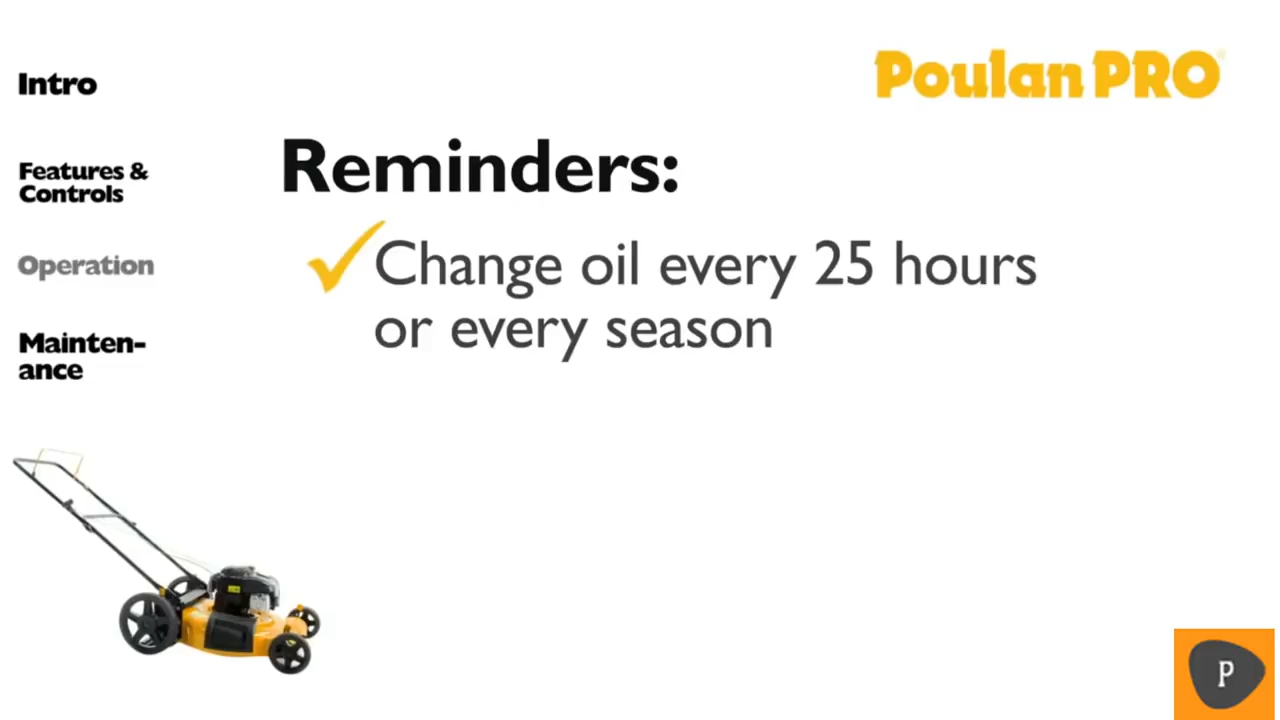 Intro
Poulan PRO®
Features &
Controls
Reminders:
Operation
Change oil every 25 hours
or every season
Mainten-
ance
P